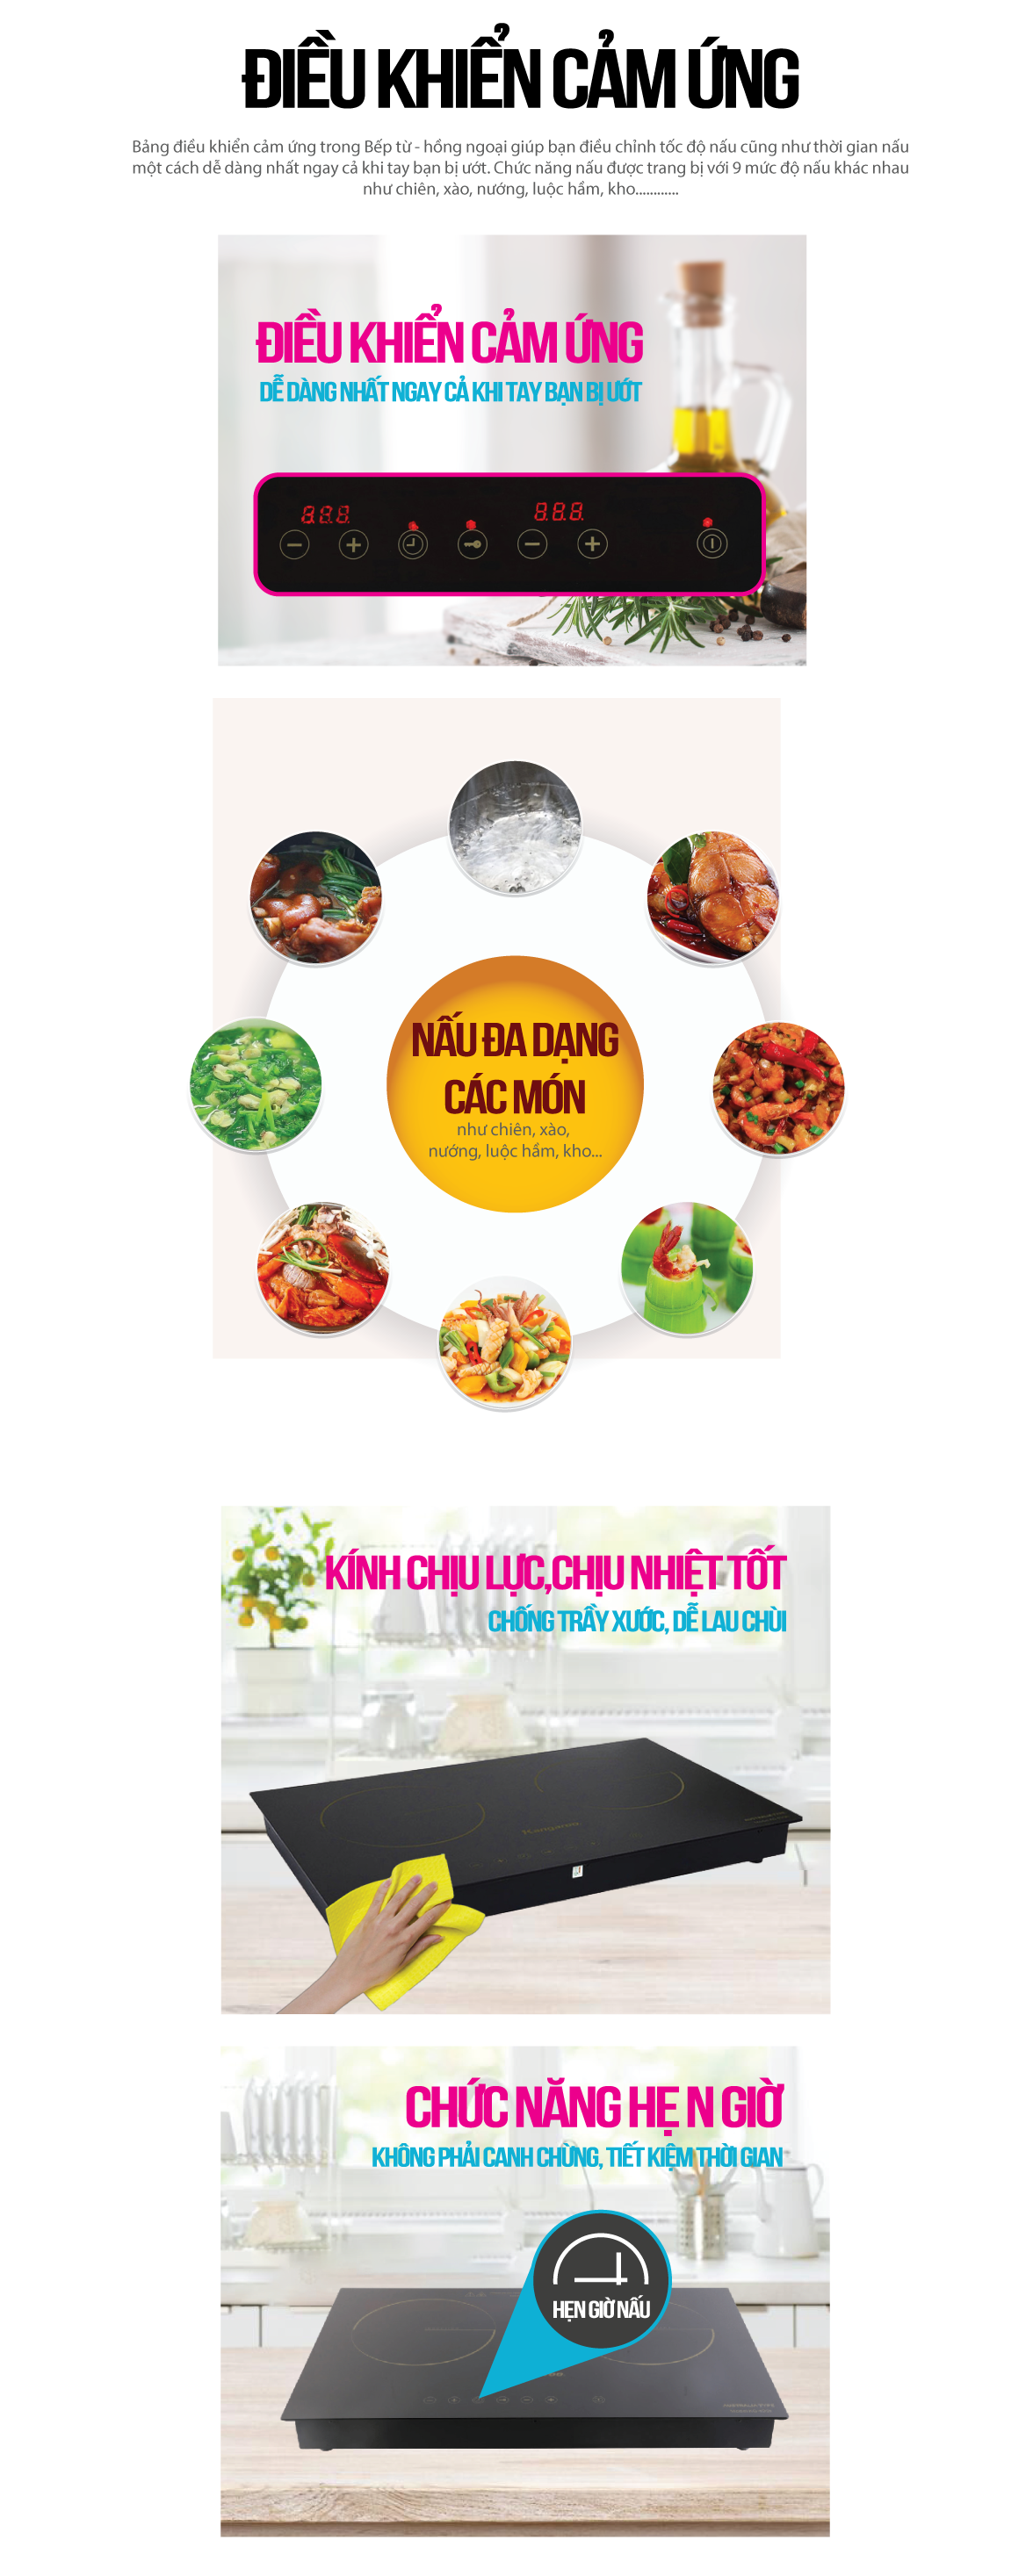 ĐIỀU KHIỂN CẢM ỨNG
Bảng điều khiển cảm ứng trong Bếp từ - hồng ngoại giúp bạn điều chỉnh tốc độ nấu cũng như thời gian nấu
một cách dễ dàng nhất ngay cả khi tay bạn bị ướt. Chức năng nấu được trang bị với 9 mức độ nấu khác nhau
như chiên, xào, nướng, luộc hầm, kho............
ĐIỀU KHIỂN CẢM ỨNG
DỄ DÀNG NHẤT NGAY CẢ KHI TAY BẠN BỊ ƯỚT
8.8.8. 8.8.8.
NẤU ĐA DẠNG
CÁC MÓN
như chiên, xào,
nướng, luộc hầm, kho...
KÍNH CHỊU LỰC,CHỊU NHIỆT TỐT
CHỐNG TRẦY XƯỚC, DỄ LAU CHÙI
Kangaroo
CHỨC NĂNG HẸ N GIỜ
KHÔNG PHẢI CANH CHỪNG, TIẾT KIỆM THỜI GIAN
HẸN GIỜ NẤU